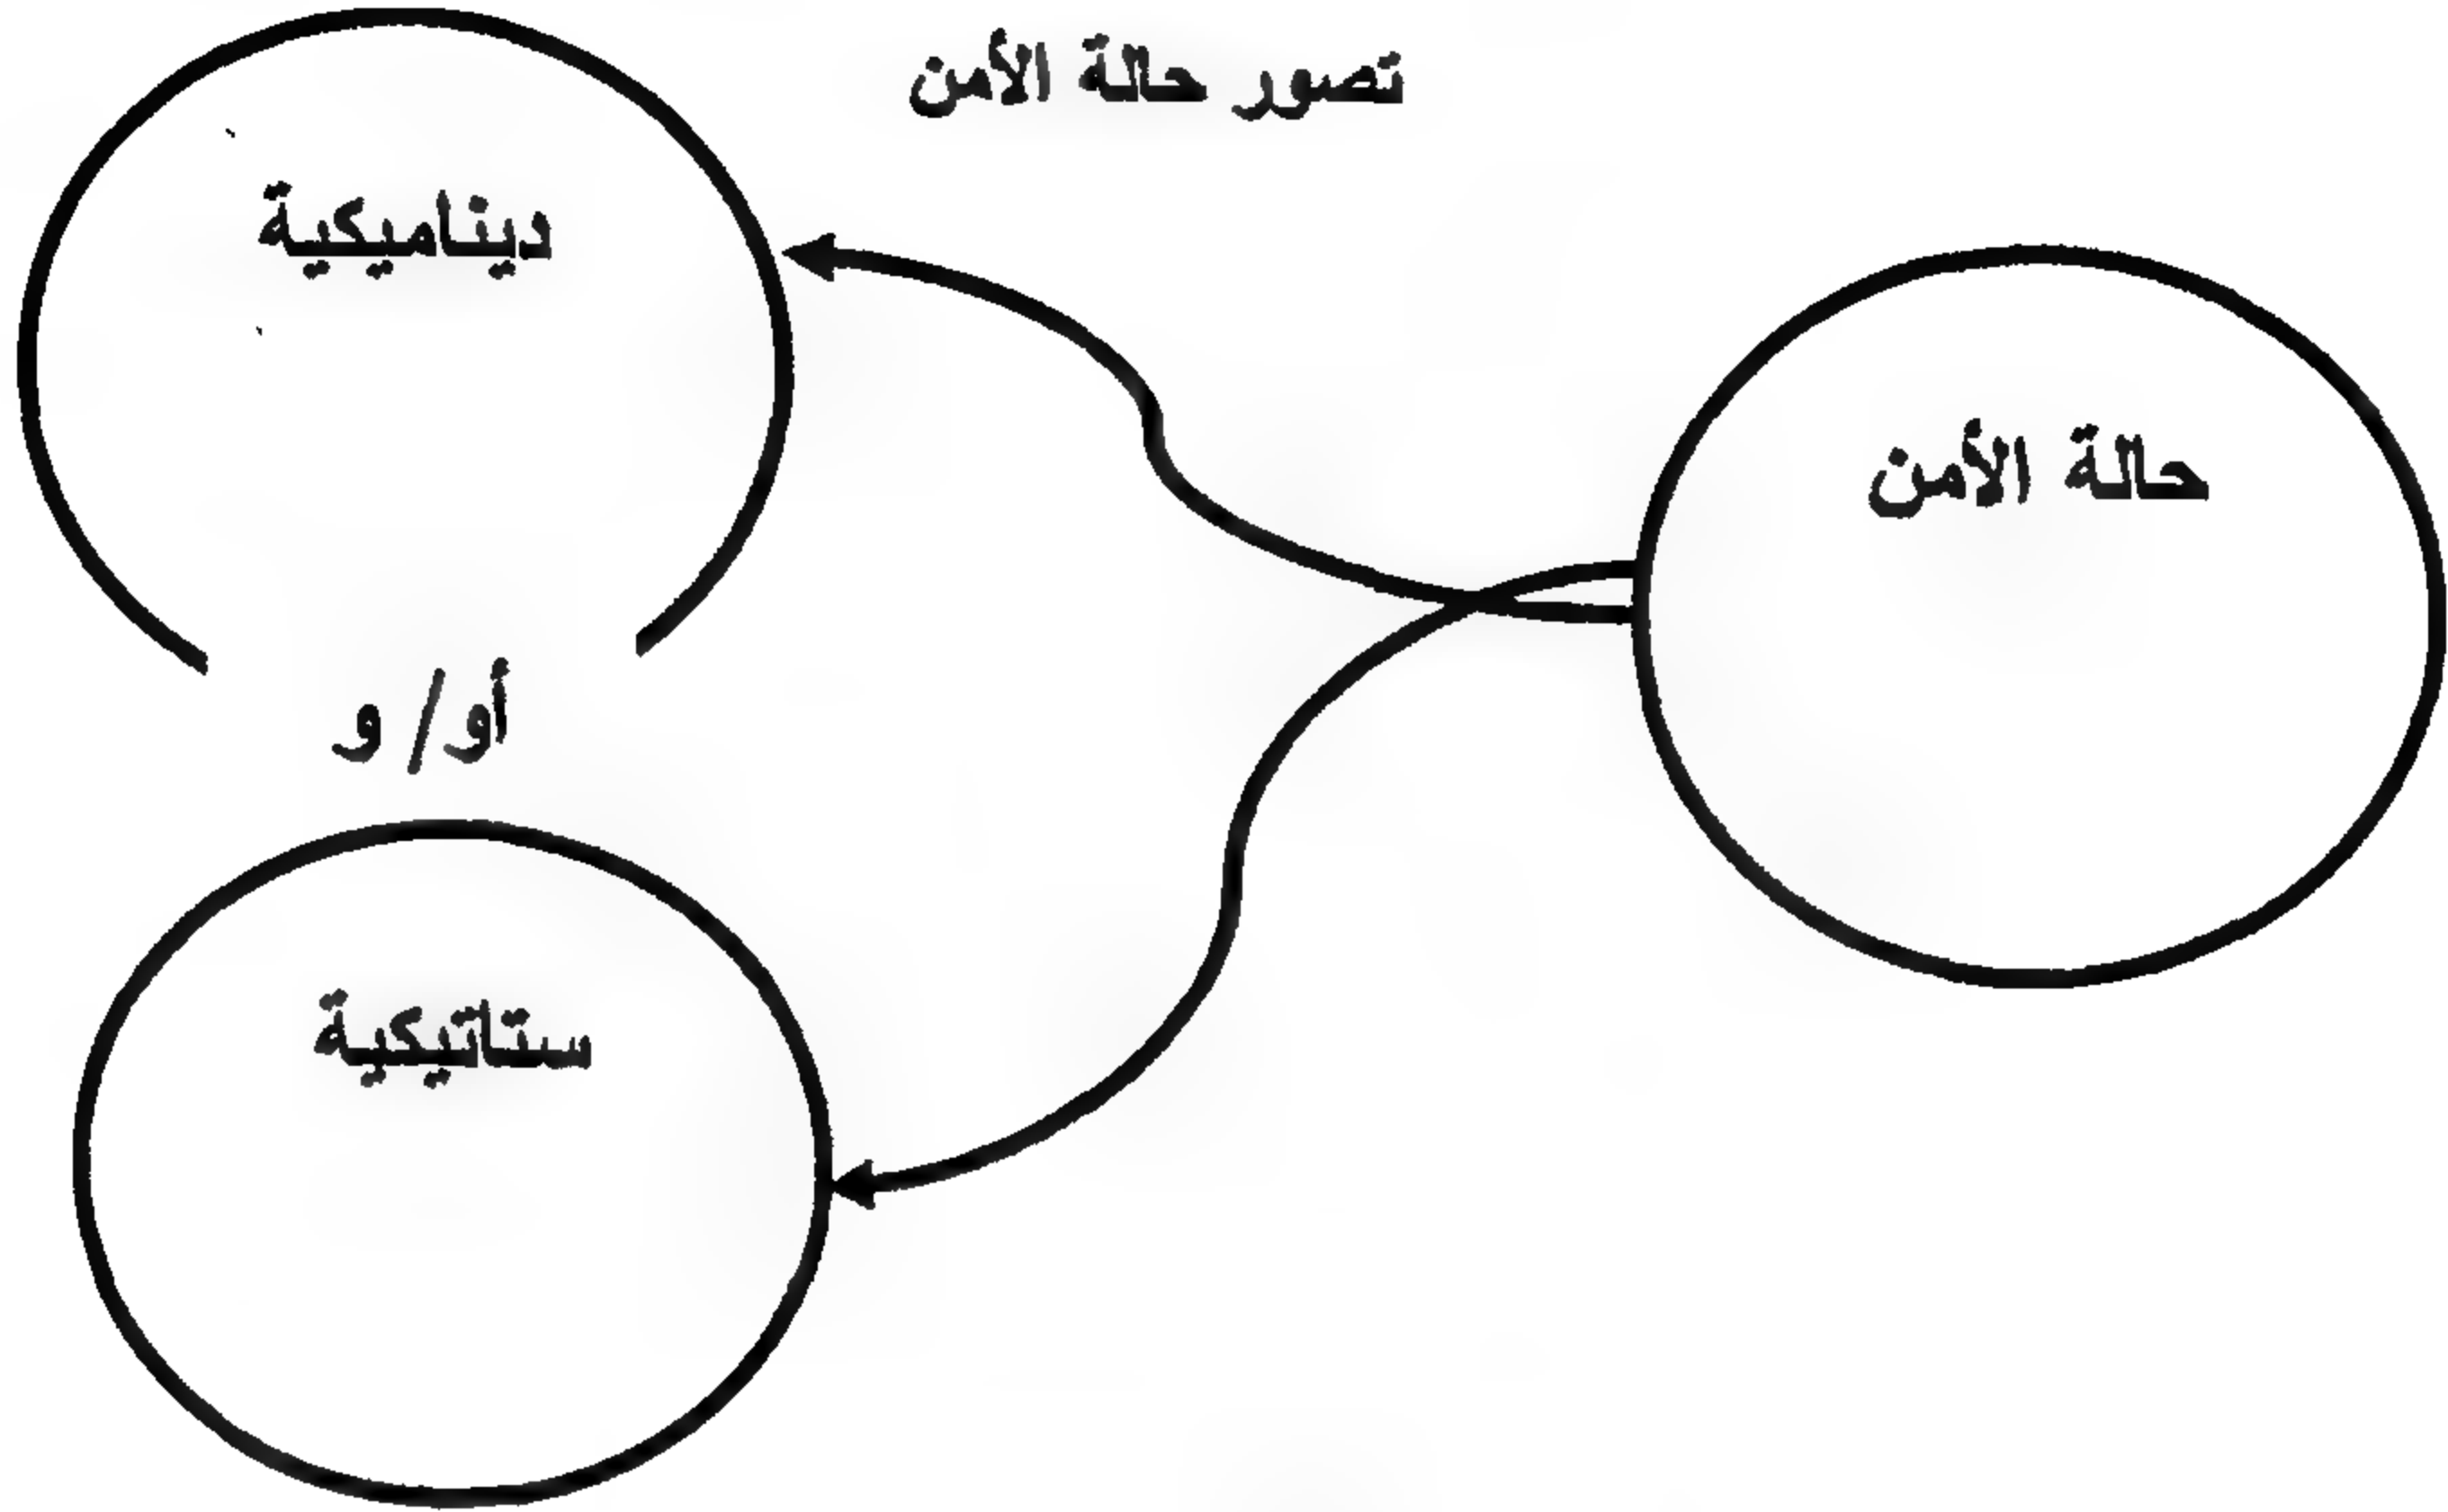 تصور حالة الأمن
ديناميكية
حالة الأمن
أو/ و
ستاتيكية